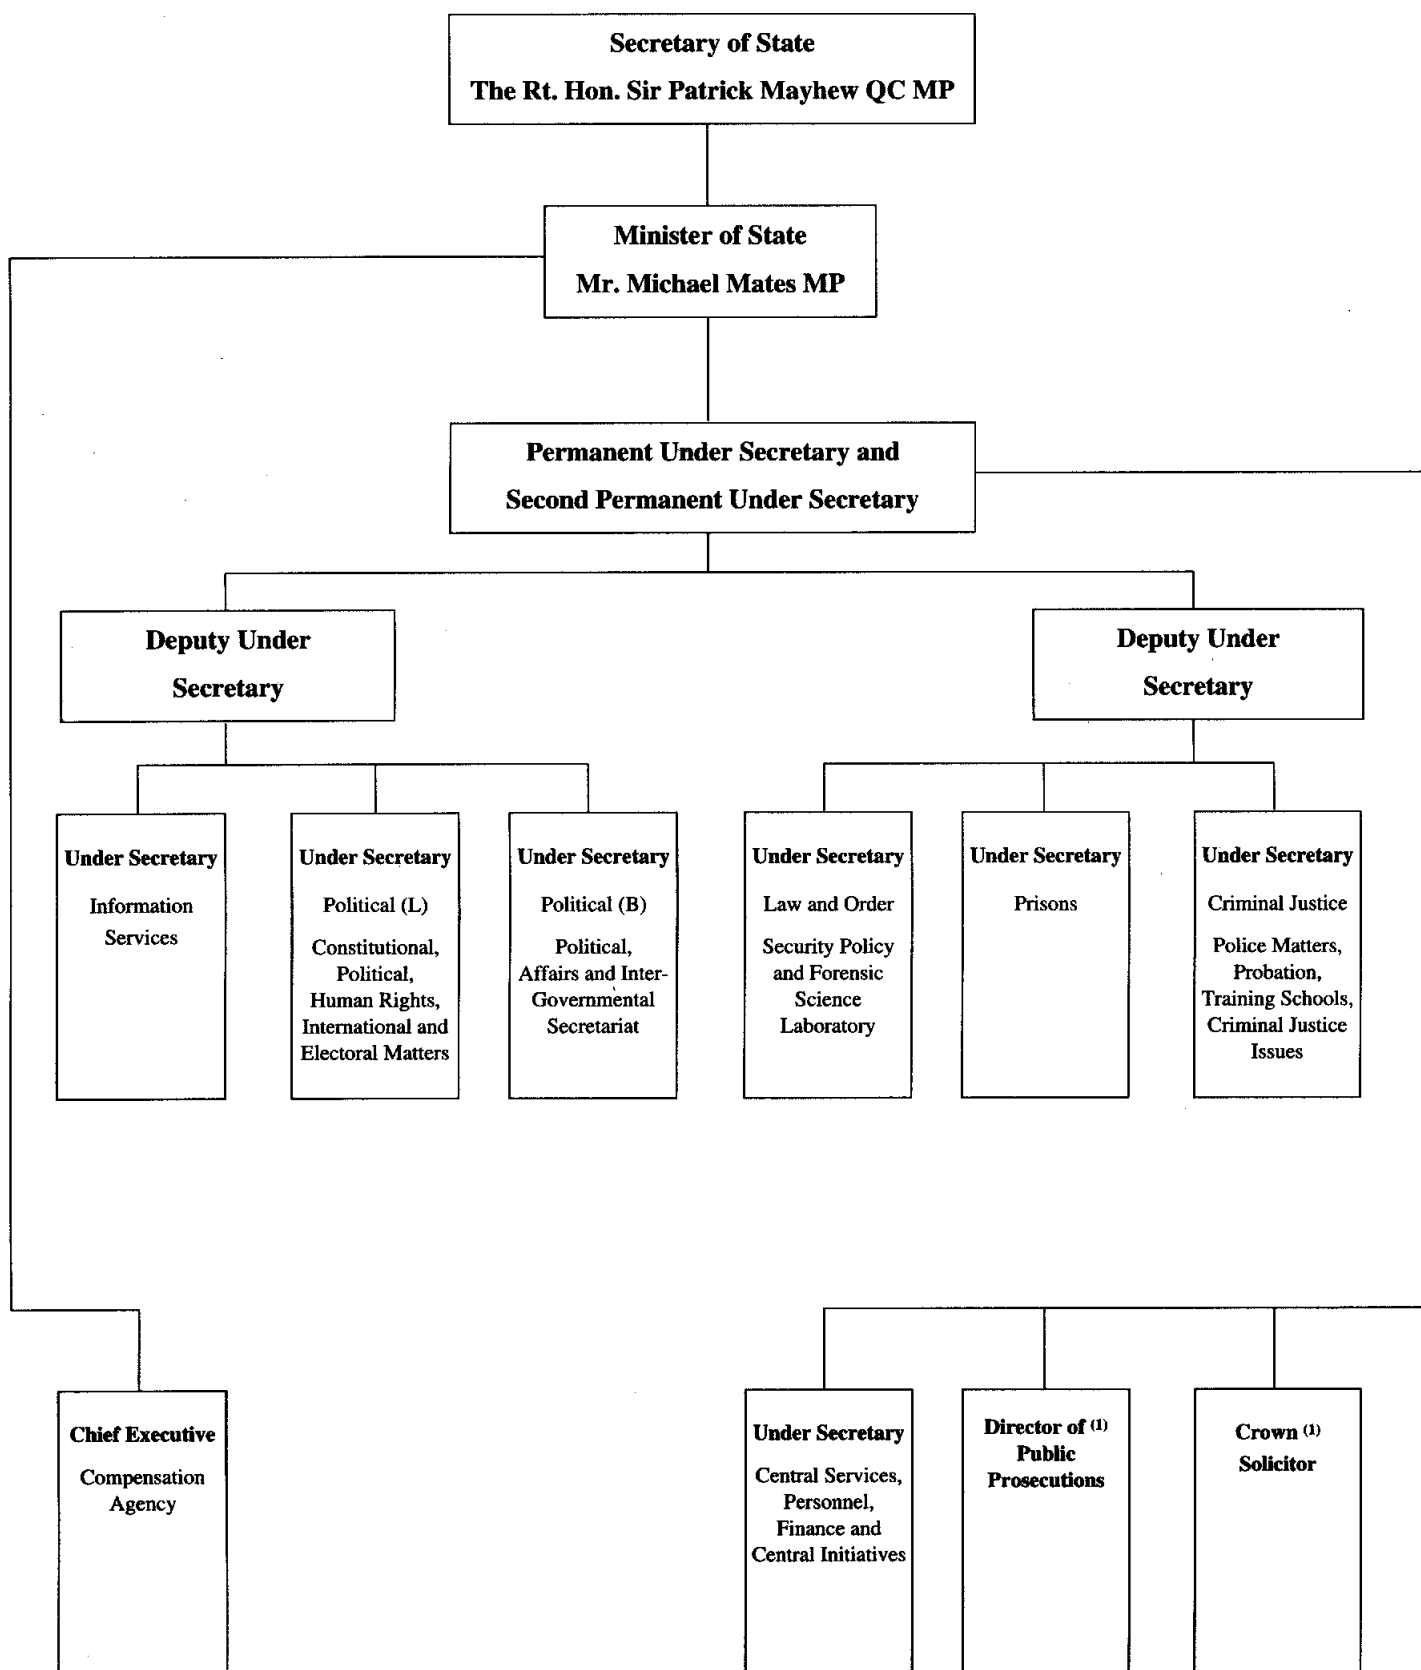 Secretary of State
The Rt. Hon. Sir Patrick Mayhew QC MP
Minister of State
Mr. Michael Mates MP
Permanent Under Secretary and
Second Permanent Under Secretary
Deputy Under
Secretary
Deputy Under
Secretary
Under Secretary
Information
Services
Under Secretary
Political (L)
Constitutional,
Political,
Human Rights,
International and
Electoral Matters
Under Secretary
Political (B)
Political,
Affairs and Inter-
Governmental
Secretariat
Under Secretary
Law and Order
Security Policy
and Forensic
Science
Laboratory
Under Secretary
Prisons
Under Secretary
Criminal Justice
Police Matters,
Probation,
Training Schools,
Criminal Justice
Issues
Chief Executive
Compensation
Agency
Under Secretary
Central Services,
Personnel,
Finance and
Central Initiatives
Director of (1)
Public
Prosecutions
Crown (1)
Solicitor